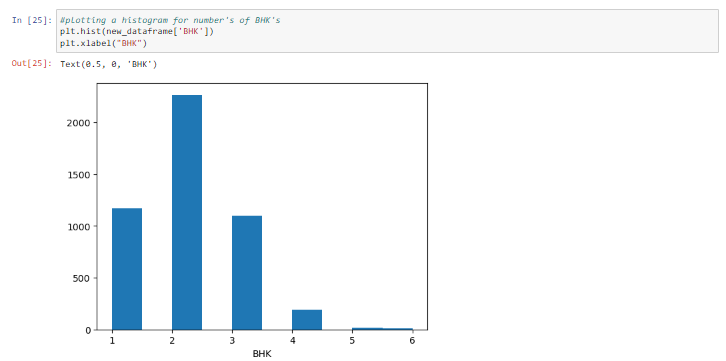 In [25]: #plotting a histogram for number's of BHK's
plt.hist(new_dataframe['BHK'])
plt.xlabel("BHK")
Out[25]: Text(0.5, 0, 'BHK')
2000
1500
1000
500
0
1 2 3 4 5 6
BHK